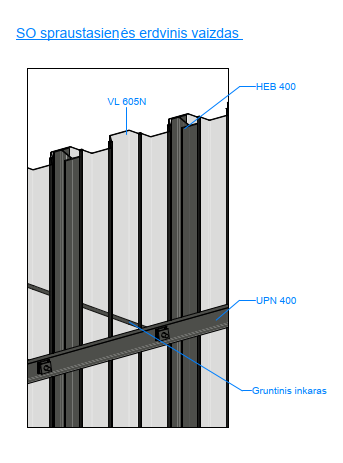 SO spraustasienės erdvinis vaizdas
HEB 400
VL 605N
UPN 400
Gruntinis inkaras